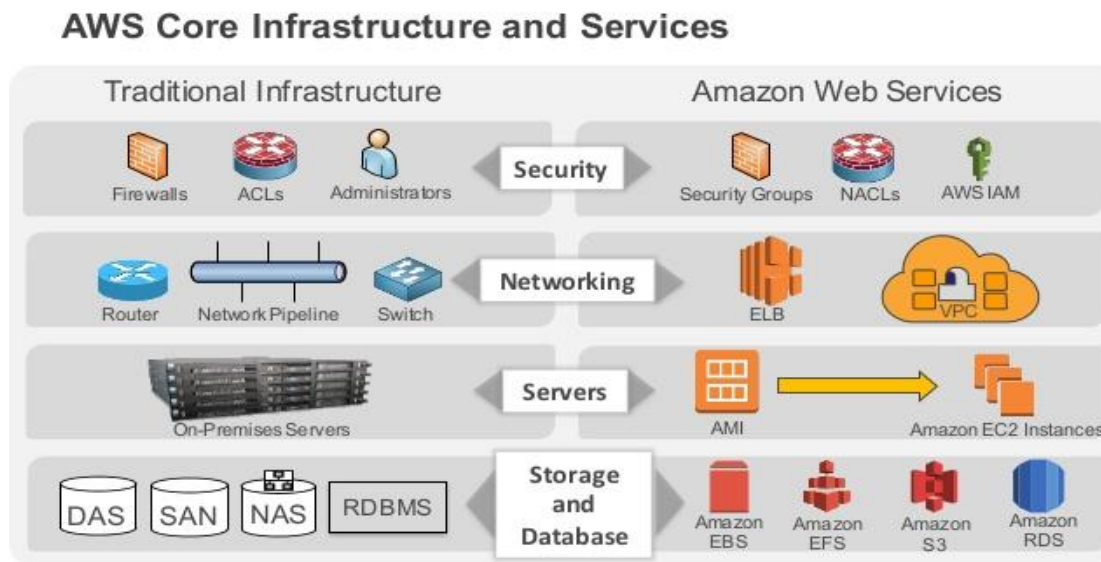 AWS Core Infrastructure and Services
Traditional Infrastructure
Amazon Web Services
Firewalls
ACLs
Administrators
Security
Security Groups
NACLs
AWS IAM
Router
Network Pipeline
Switch
Networking
ELB
VPC
On-Premises Servers
Servers
AMI
Amazon EC2 Instances
DAS
SAN
NAS
RDBMS
Storage
and
Database
Amazon
EBS
Amazon
EFS
Amazon
S3
Amazon
RDS